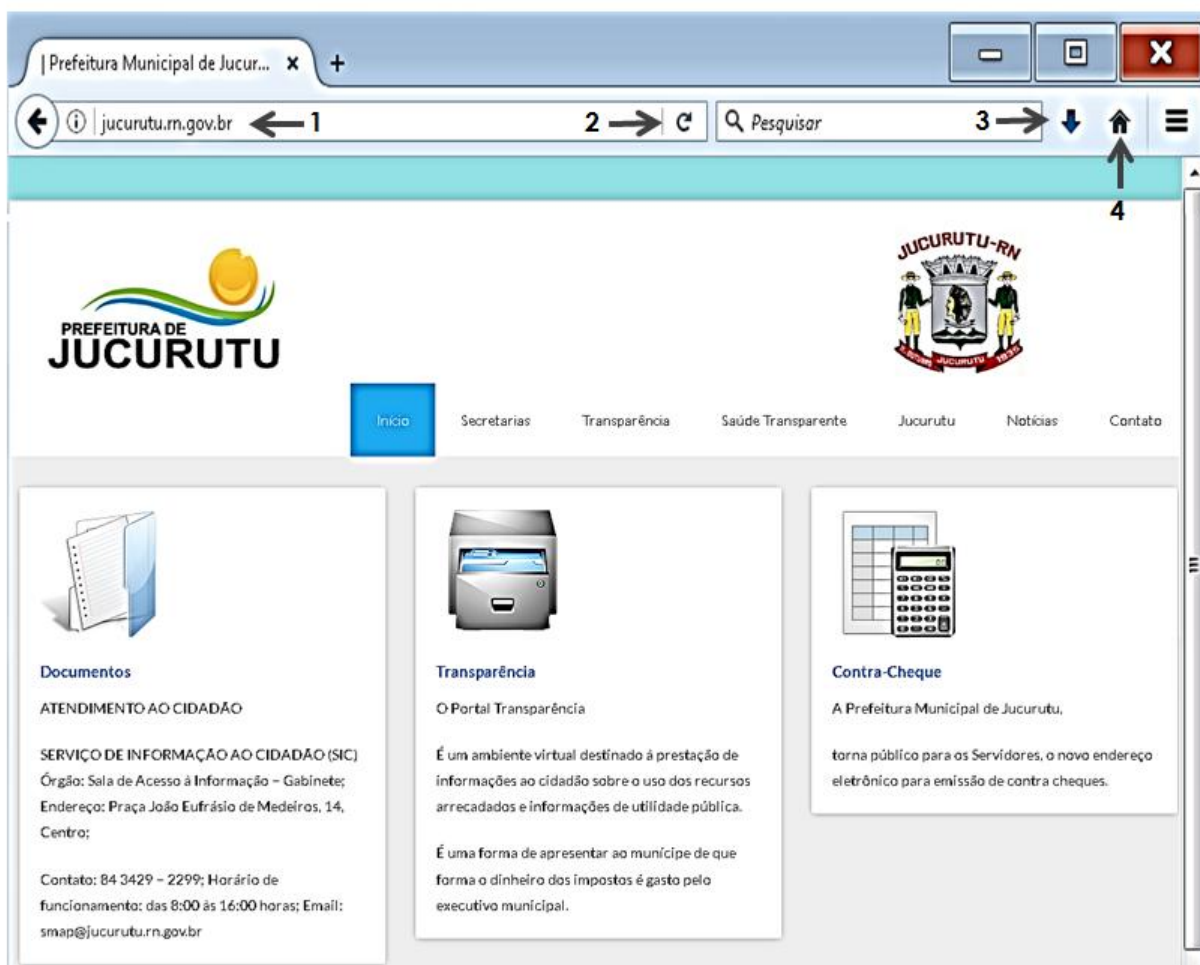 | Prefeitura Municipal de Jucur...
jucurutu.rn.gov.br
1
2
Pesquisar
3
4
PREFEITURA DE
JUCURUTU
JUCURUTU-RN
JUCURUTU
1935
Início
Secretarias
Transparência
Saúde Transparente
Jucurutu
Notícias
Contato
Documentos
ATENDIMENTO AO CIDADÃO
SERVIÇO DE INFORMAÇÃO AO CIDADÃO (SIC)
Órgão: Sala de Acesso à Informação – Gabinete;
Endereço: Praça João Eufrásio de Medeiros, 14,
Centro;
Contato: 84 3429 – 2299; Horário de
funcionamento: das 8:00 às 16:00 horas; Email:
smap@jucurutu.rn.gov.br
Transparência
O Portal Transparência
É um ambiente virtual destinado á prestação de
informações ao cidadão sobre o uso dos recursos
arrecadados e informações de utilidade pública.
É uma forma de apresentar ao munícipe de que
forma o dinheiro dos impostos é gasto pelo
executivo municipal.
Contra-Cheque
A Prefeitura Municipal de Jucurutu,
torna público para os Servidores, o novo endereço
eletrônico para emissão de contra cheques.